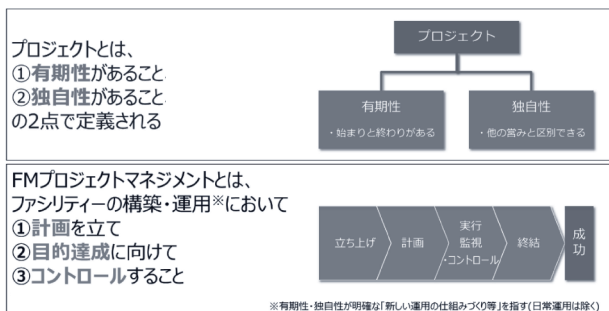 プロジェクトとは、
①有期性があること
②独自性があること
の2点で定義される
プロジェクト
有期性
・始まりと終わりがある
独自性
・他の営みと区別できる
FMプロジェクトマネジメントとは、
ファシリティーの構築・運用※において
①計画を立て
②目的達成に向けて
③コントロールすること
立ち上げ
計画
実行
監視
・コントロール
終結
成功
※有期性・独自性が明確な「新しい運用の仕組みづくり等」を指す(日常運用は除く)